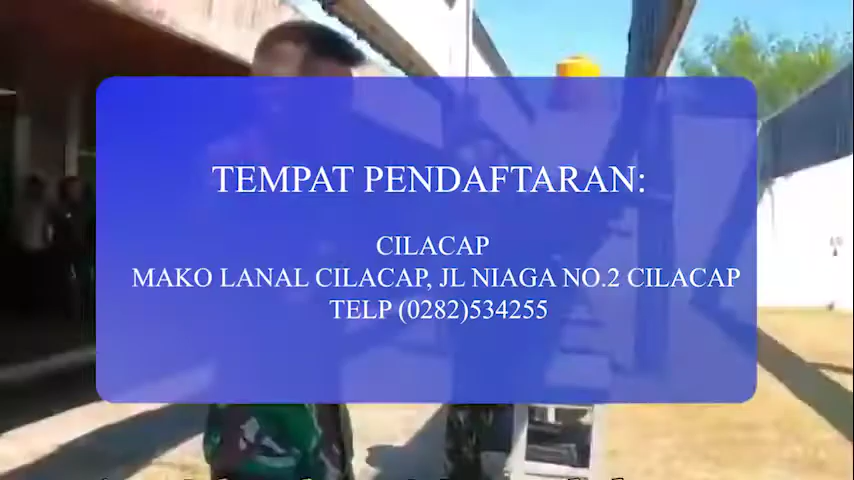 TEMPAT PENDAFTARAN:
CILACAP
MAKO LANAL CILACAP, JL NIAGA NO.2 CILACAP
TELP (0282)534255